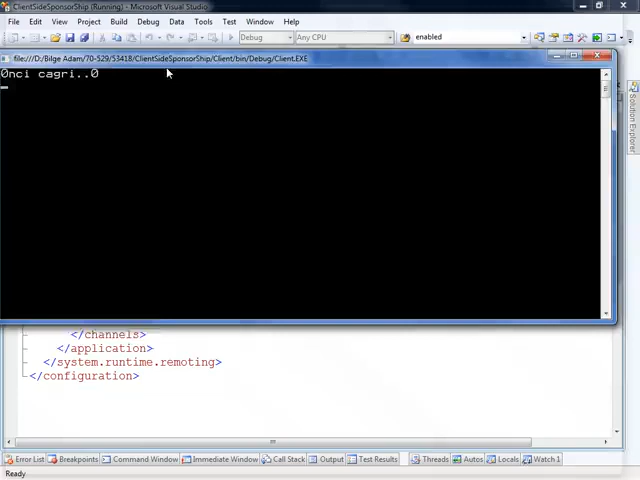 ClientSideSponsorShip (Running) - Microsoft Visual Studio
File Edit View Project Build Debug Data Tools Test Window Help
Debug Any CPU enabled
file:///D:/Bilge Adam/70-529/53418/ClientSideSponsorShip/Client/bin/Debug/Client.EXE
0nci cagri..0
Solution Explorer
</channels>
</application>
</system.runtime.remoting>
</configuration>
Error List Breakpoints Command Window Immediate Window Call Stack Output Test Results Threads Autos Locals Watch 1
Ready